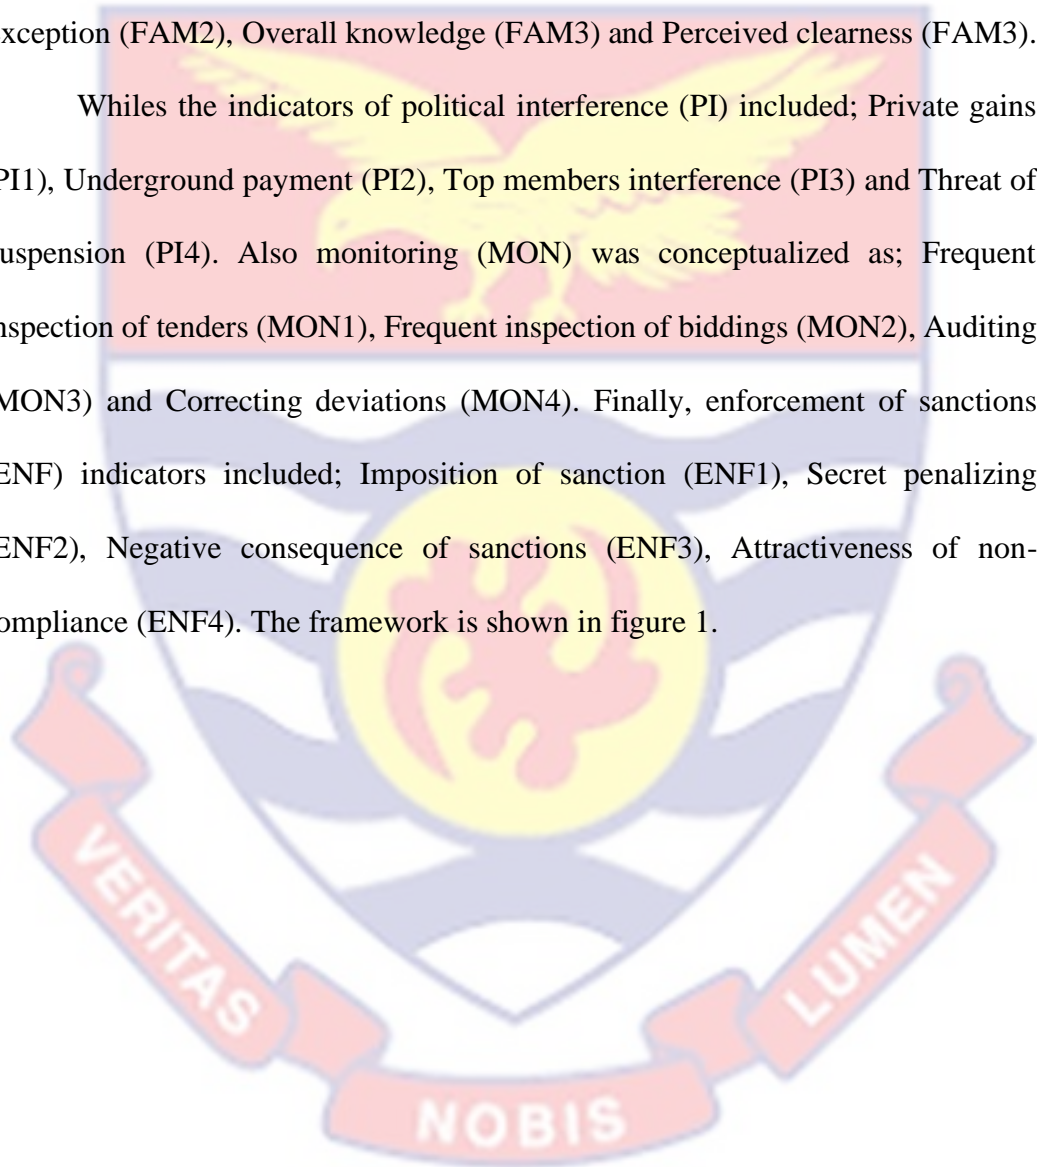 xception (FAM2), Overall knowledge (FAM3) and Perceived clearness (FAM3).
Whiles the indicators of political interference (PI) included; Private gains
PI1), Underground payment (PI2), Top members interference (PI3) and Threat of
uspension (PI4). Also monitoring (MON) was conceptualized as; Frequent
nspection of tenders (MON1), Frequent inspection of biddings (MON2), Auditing
MON3) and Correcting deviations (MON4). Finally, enforcement of sanctions
ENF) indicators included; Imposition of sanction (ENF1), Secret penalizing
ENF2), Negative consequence of sanctions (ENF3), Attractiveness of non-
ompliance (ENF4). The framework is shown in figure 1.
VERITAS
NOBIS
LUMEN